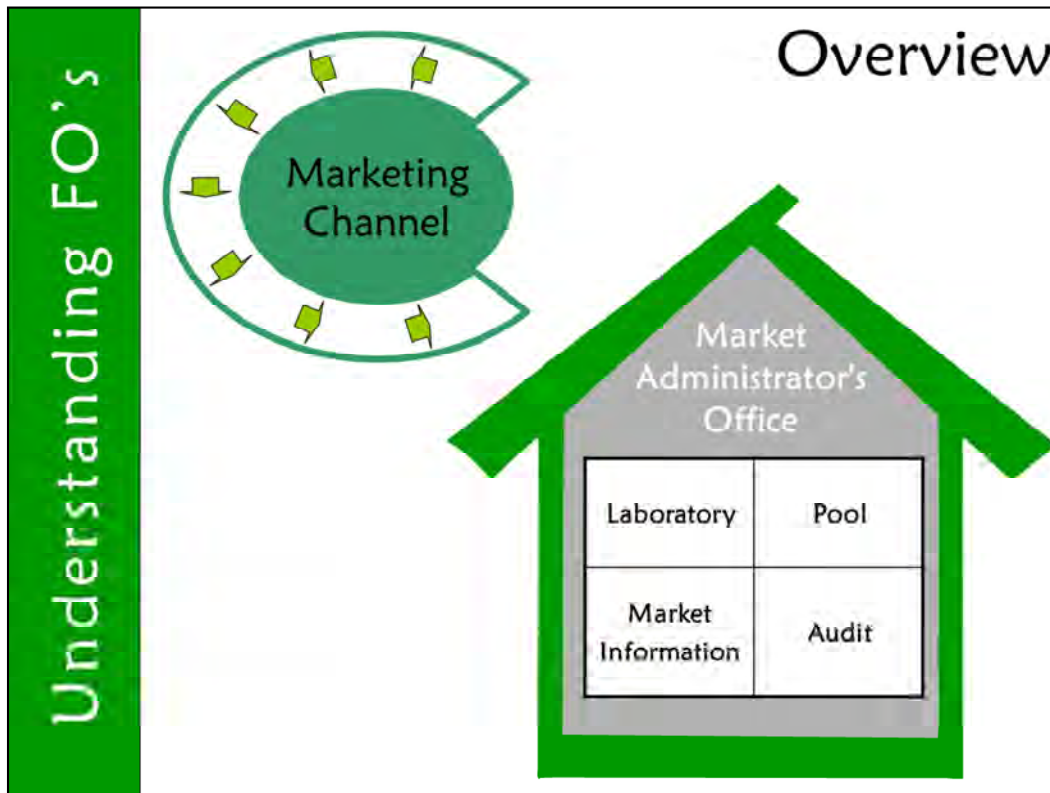 Understanding FO's
Overview
Marketing
Channel
Market
Administrator's
Office
Laboratory
Pool
Market
Information
Audit